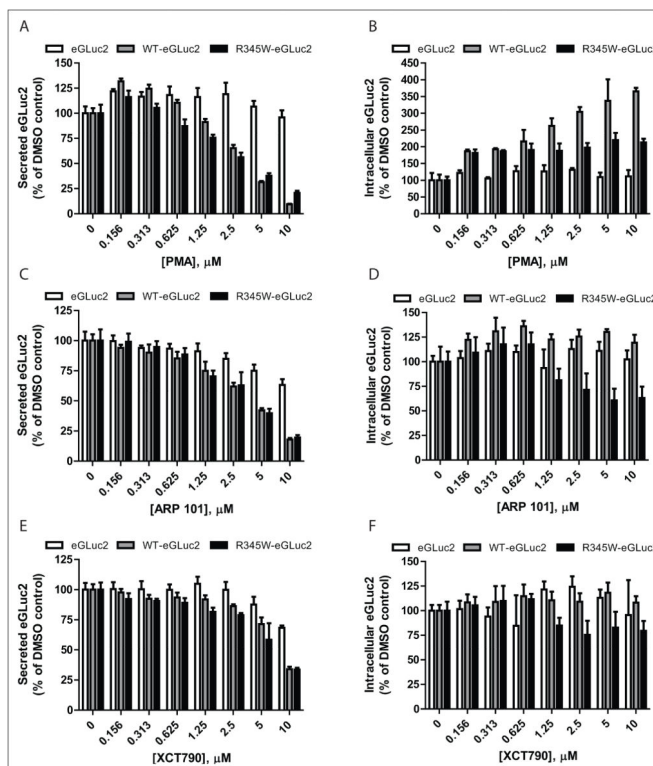 A
eGLuc2 WT-eGLuc2 R345W-eGLuc2
Secreted eGLuc2
(% of DMSO control)
150
125
100
75
50
25
0
0 0.156 0.313 0.625 1.25 2.5 5 10
[PMA], μM
B
eGLuc2 WT-eGLuc2 R345W-eGLuc2
Intracellular eGLuc2
(% of DMSO control)
450
400
350
300
250
200
150
100
50
0
0 0.156 0.313 0.625 1.25 2.5 5 10
[PMA], μM
C
eGLuc2 WT-eGLuc2 R345W-eGLuc2
Secreted eGLuc2
(% of DMSO control)
125
100
75
50
25
0
0 0.156 0.313 0.625 1.25 2.5 5 10
[ARP 101], μM
D
eGLuc2 WT-eGLuc2 R345W-eGLuc2
Intracellular eGLuc2
(% of DMSO control)
150
125
100
75
50
25
0
0 0.156 0.313 0.625 1.25 2.5 5 10
[ARP 101], μM
E
eGLuc2 WT-eGLuc2 R345W-eGLuc2
Secreted eGLuc2
(% of DMSO control)
125
100
75
50
25
0
0 0.156 0.313 0.625 1.25 2.5 5 10
[XCT790], μM
F
eGLuc2 WT-eGLuc2 R345W-eGLuc2
Intracellular eGLuc2
(% of DMSO control)
150
125
100
75
50
25
0
0 0.156 0.313 0.625 1.25 2.5 5 10
[XCT790], μM